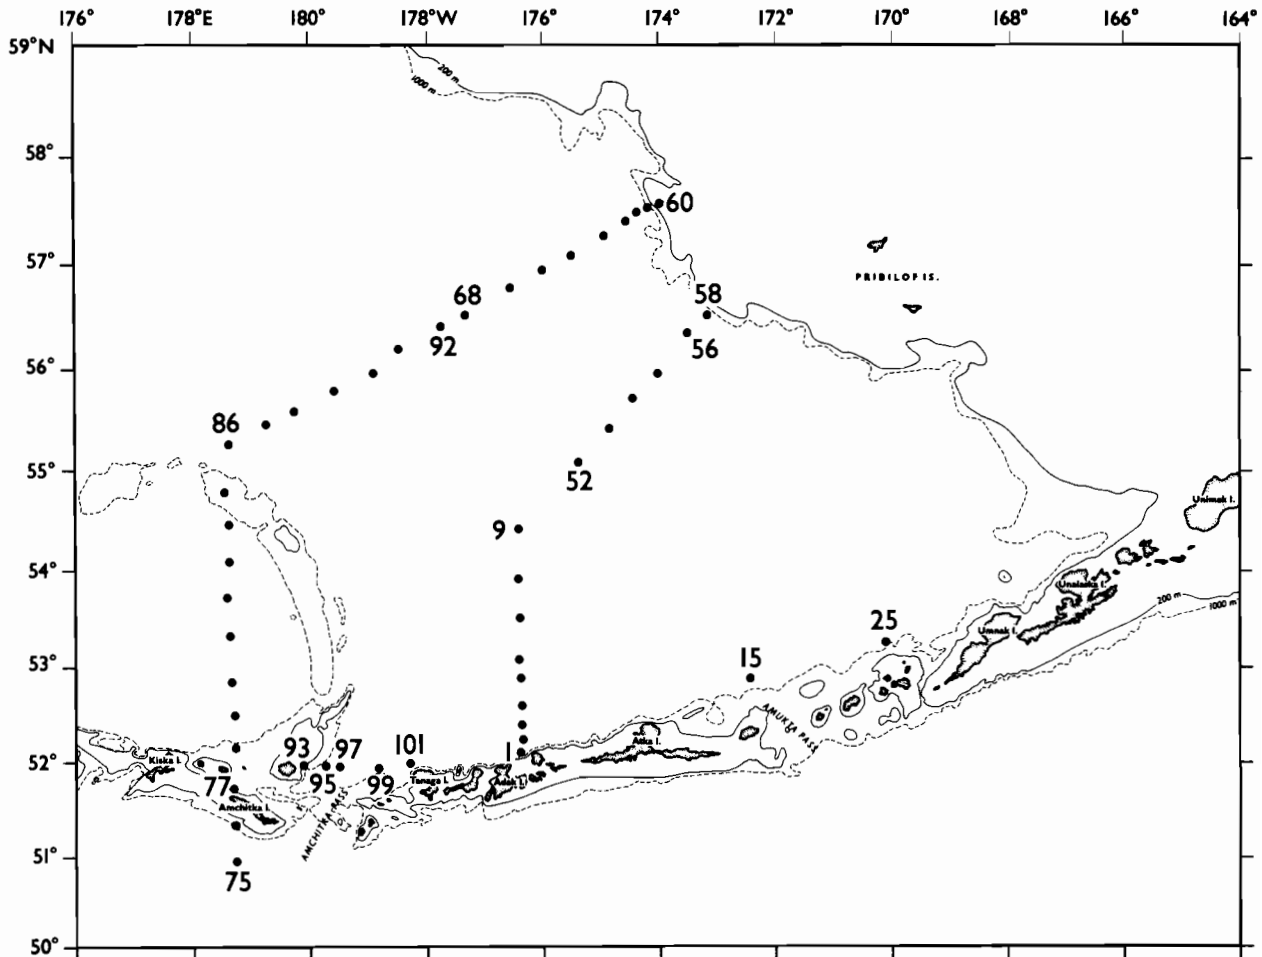 176° 178°E 180° 178°W 176° 174° 172° 170° 168° 166° 164°
59°N
200 m
1000 m
58°
60
57°
PRIBILOF IS.
68
58
92
56
56°
86
55°
52
Unimak I.
9
54°
Unalaska I.
200 m
1000 m
25
Umnak I.
53°
15
AMUKTA PASS
Atka I.
93 97 101 1
52°
Kiska I.
Tanaga I.
Adak I.
77 95 99
Amchitka I.
AMCHITKA PASS
51°
75
50°